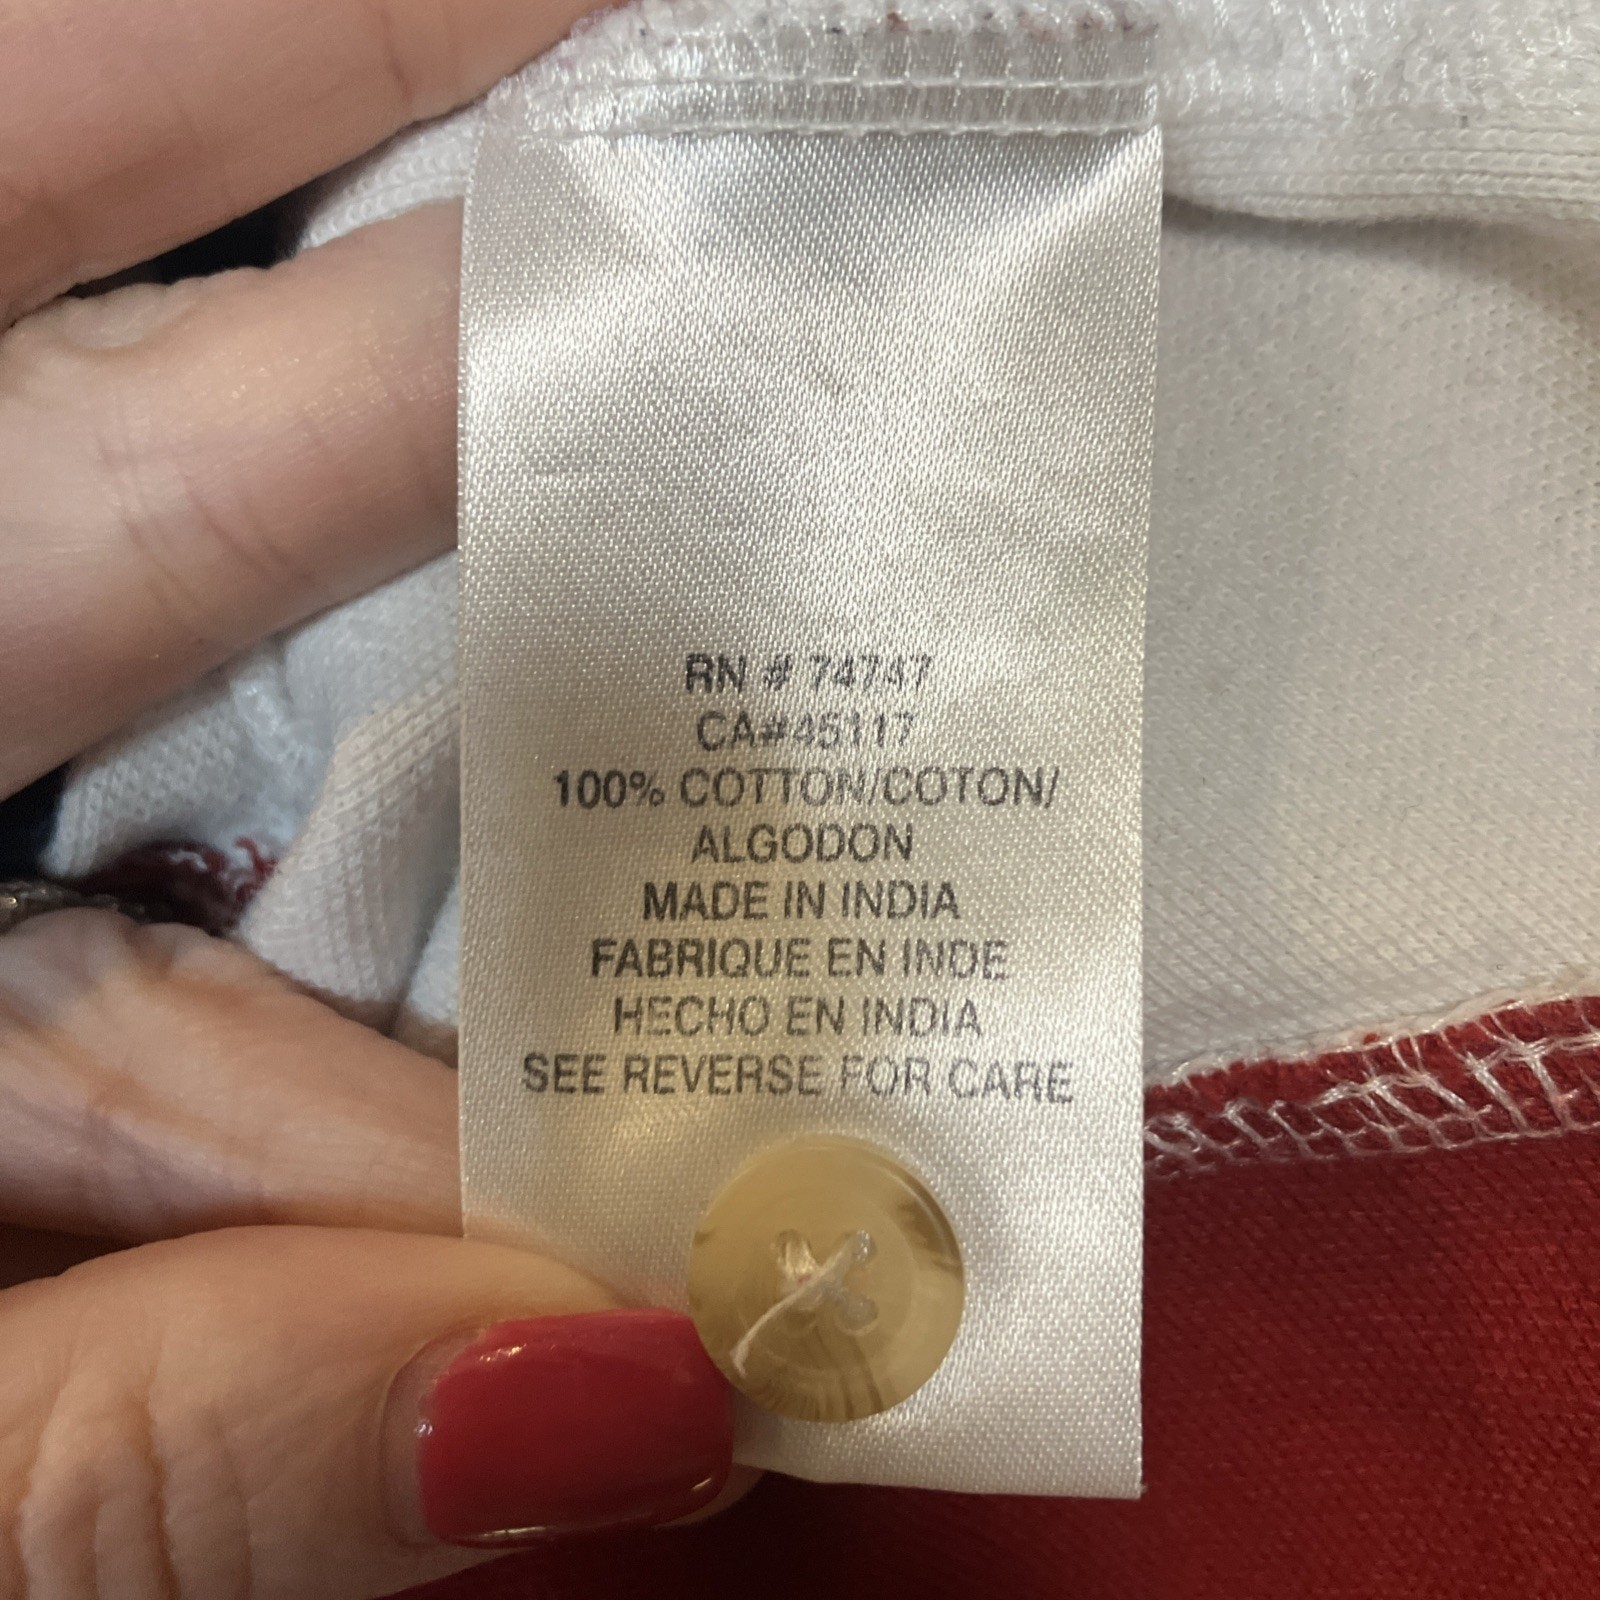 RN # 74747
CA#45117
100% COTTON/COTON/
ALGODON
MADE IN INDIA
FABRIQUE EN INDE
HECHO EN INDIA
SEE REVERSE FOR CARE